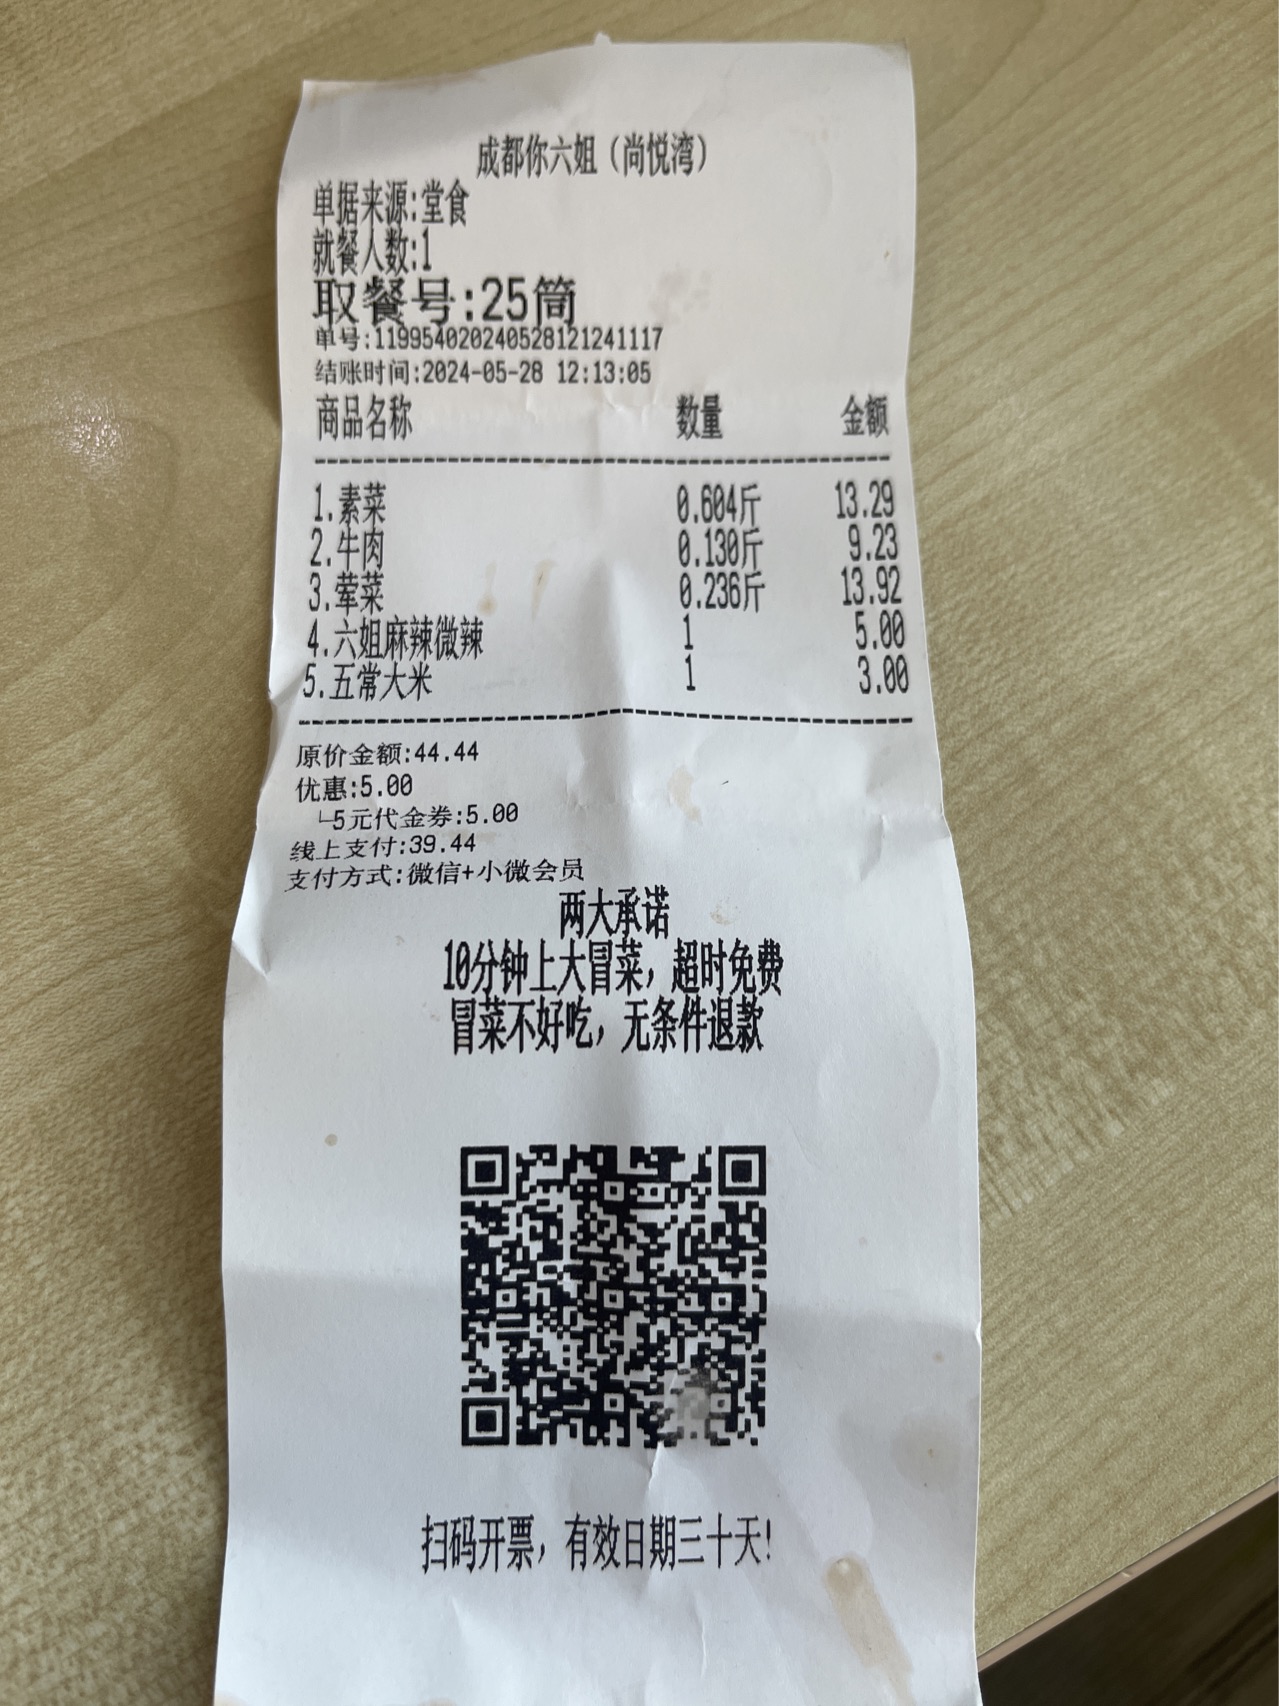 成都你六姐（尚悦湾）
单据来源:堂食
就餐人数:1
取餐号:25筒
单号:11995402024052812124​1117
结账时间:2024-05-28 12:13:05
商品名称 数量 金额
1.素菜 0.604斤 13.29
2.牛肉 0.130斤 9.23
3.荤菜 0.236斤 13.92
4.六姐麻辣微辣 1 5.00
5.五常大米 1 3.00
原价金额:44.44
优惠:5.00
└5元代金券:5.00
线上支付:39.44
支付方式:微信+小微会员
两大承诺
10分钟上大冒菜，超时免费
冒菜不好吃，无条件退款
扫码开票，有效日期三十天!